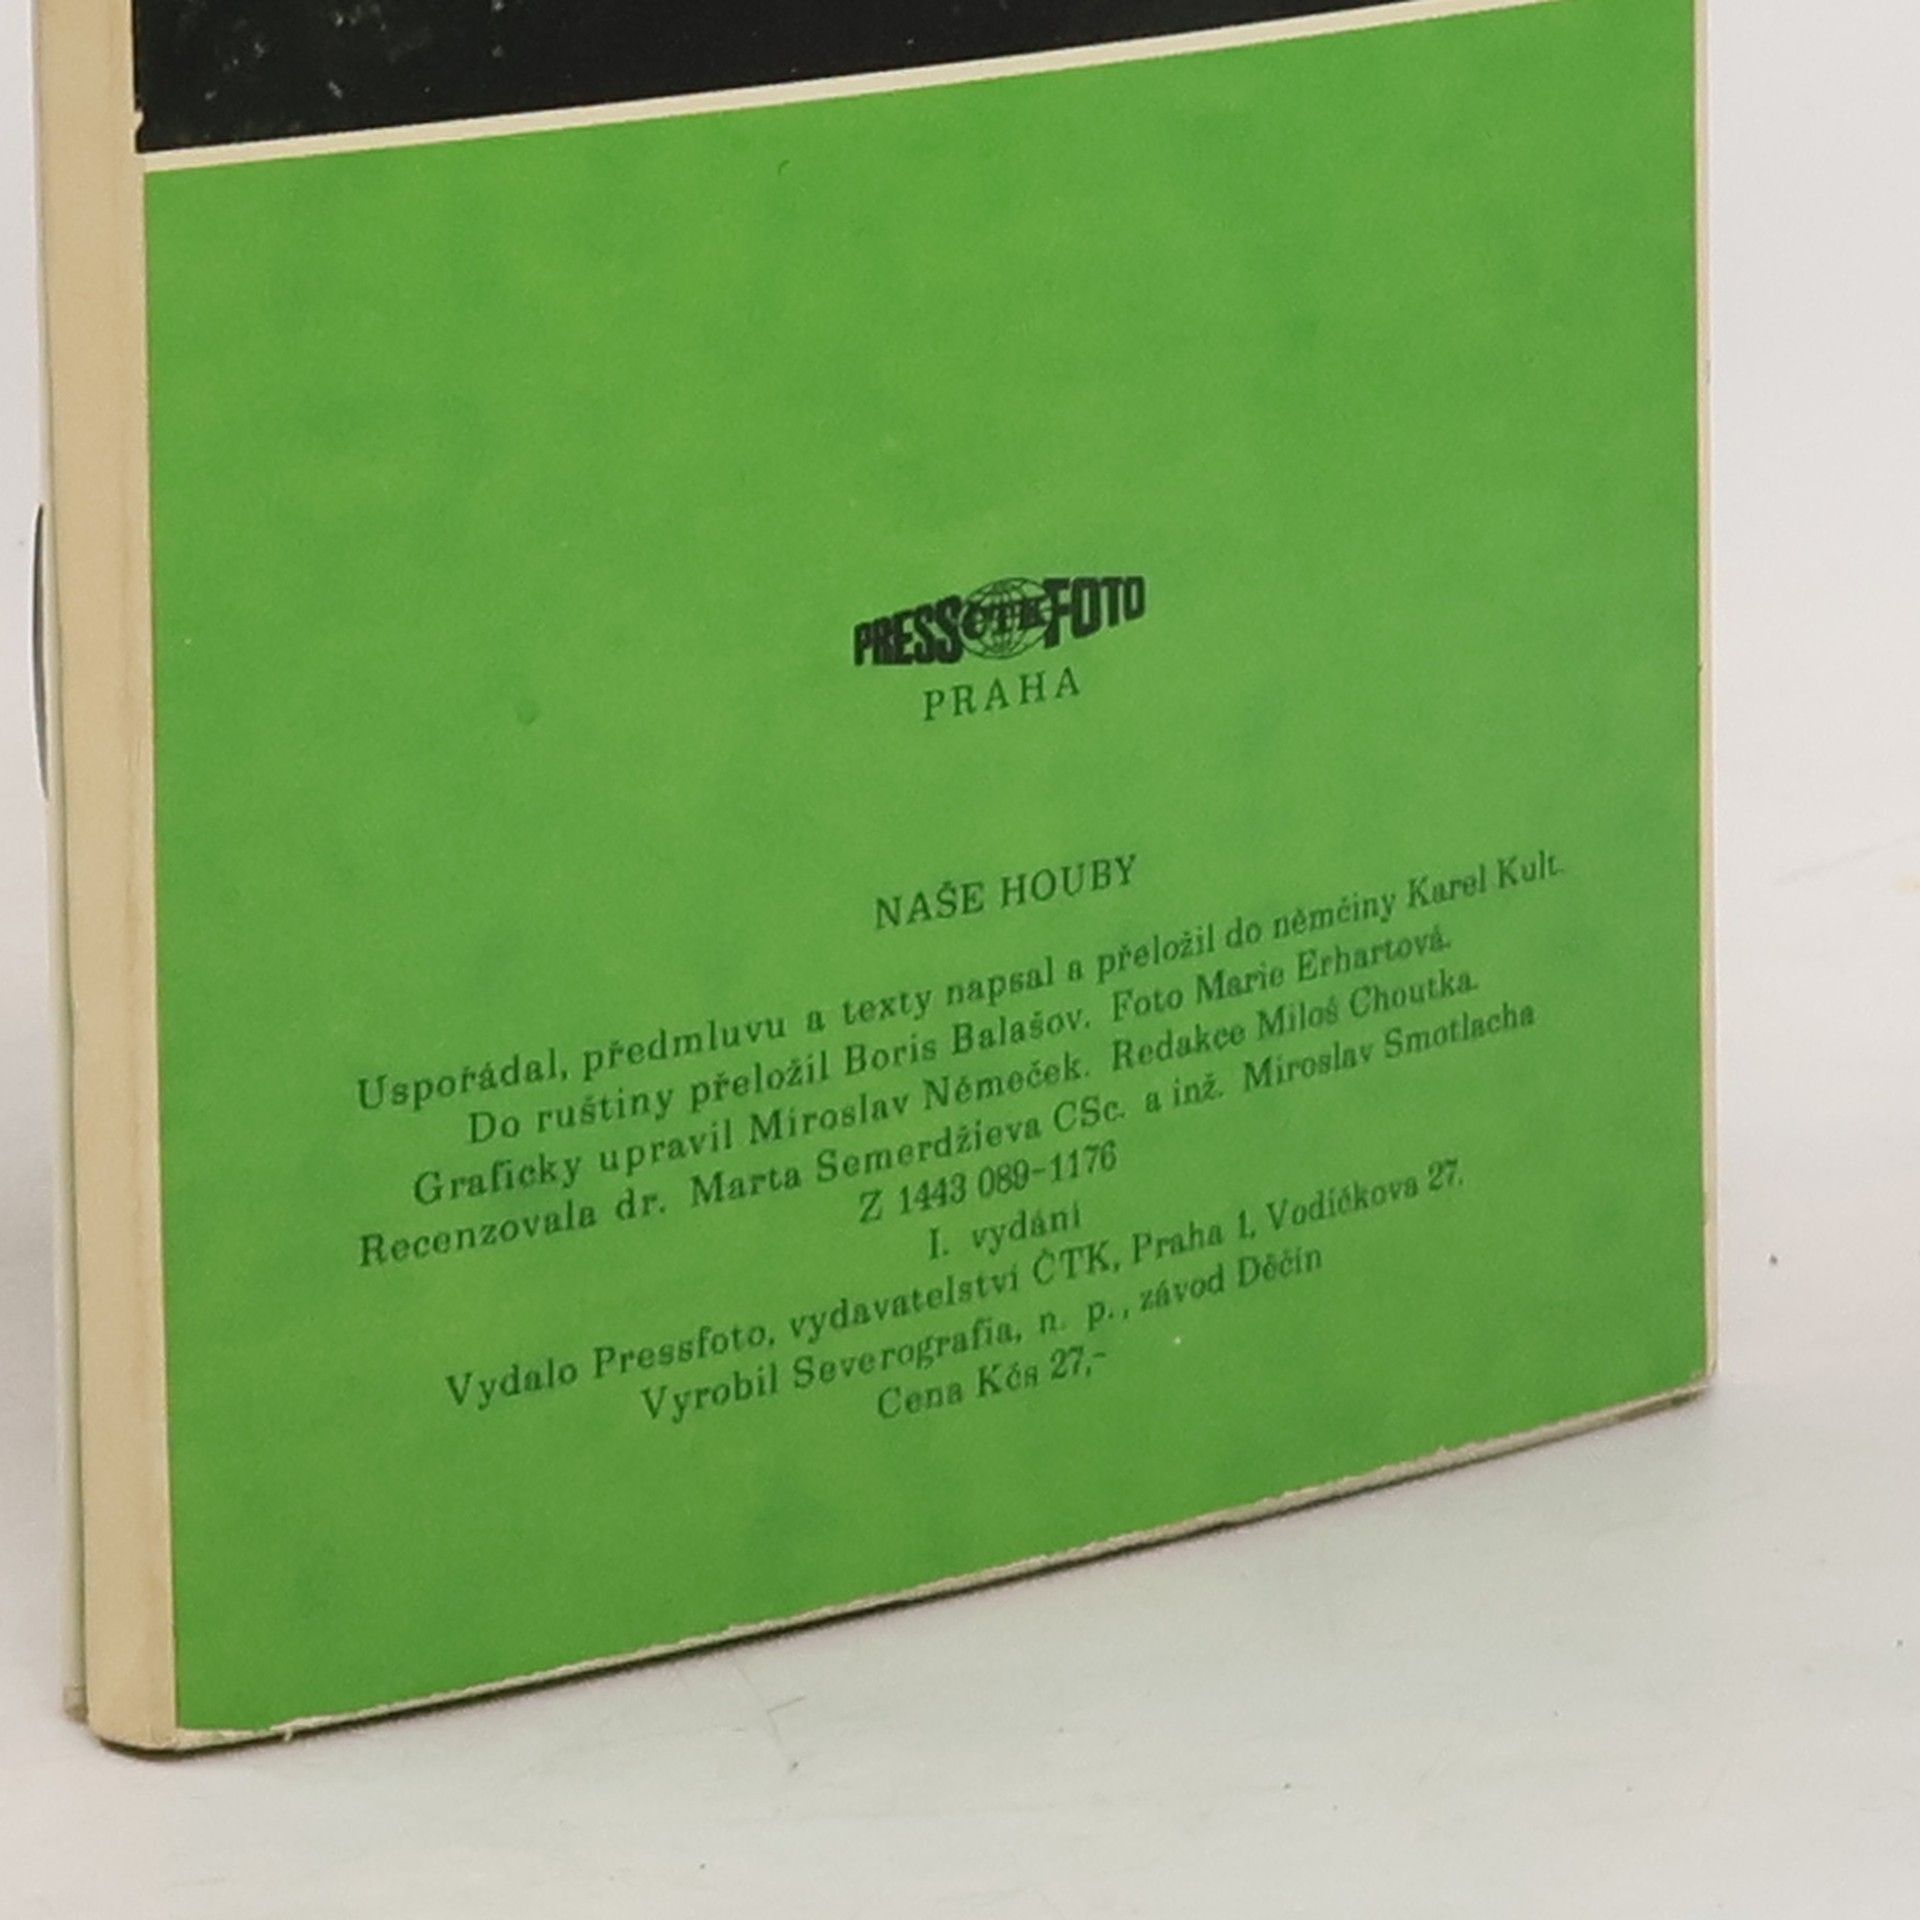 PRESS ČTK FOTO
PRAHA
NAŠE HOUBY
Uspořádal, předmluvu a texty napsal a přeložil do němčiny Karel Kult.
Do ruštiny přeložil Boris Balašov. Foto Marie Erhartová.
Graficky upravil Miroslav Němeček. Redakce Miloš Choutka.
Recenzovala dr. Marta Semerdžieva CSc. a inž. Miroslav Smotlacha
Z 1443 089-1176
I. vydání
Vydalo Pressfoto, vydavatelství ČTK, Praha 1, Vodičkova 27.
Vyrobil Severografia, n. p., závod Děčín
Cena Kčs 27,-